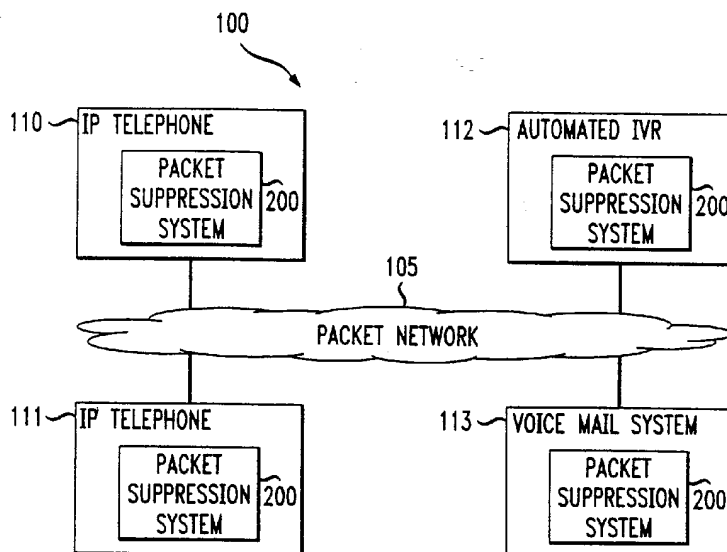 100
110 IP TELEPHONE
PACKET
SUPPRESSION
SYSTEM
200
112 AUTOMATED IVR
PACKET
SUPPRESSION
SYSTEM
200
105
PACKET NETWORK
111 IP TELEPHONE
PACKET
SUPPRESSION
SYSTEM
200
113 VOICE MAIL SYSTEM
PACKET
SUPPRESSION
SYSTEM
200